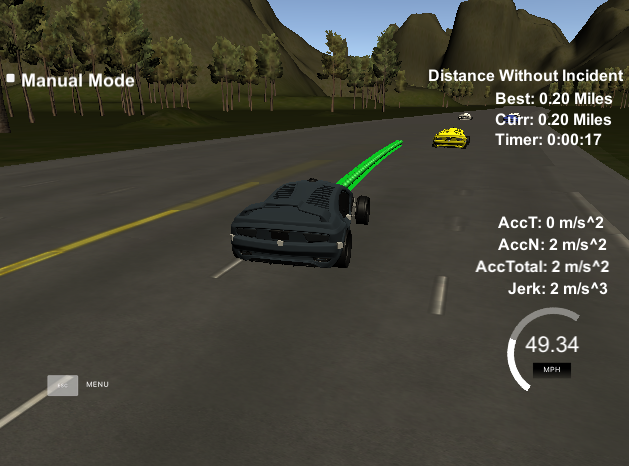 Manual Mode
Distance Without Incident
Best: 0.20 Miles
Curr: 0.20 Miles
Timer: 0:00:17
AccT: 0 m/s^2
AccN: 2 m/s^2
AccTotal: 2 m/s^2
Jerk: 2 m/s^3
49.34
MPH
MENU